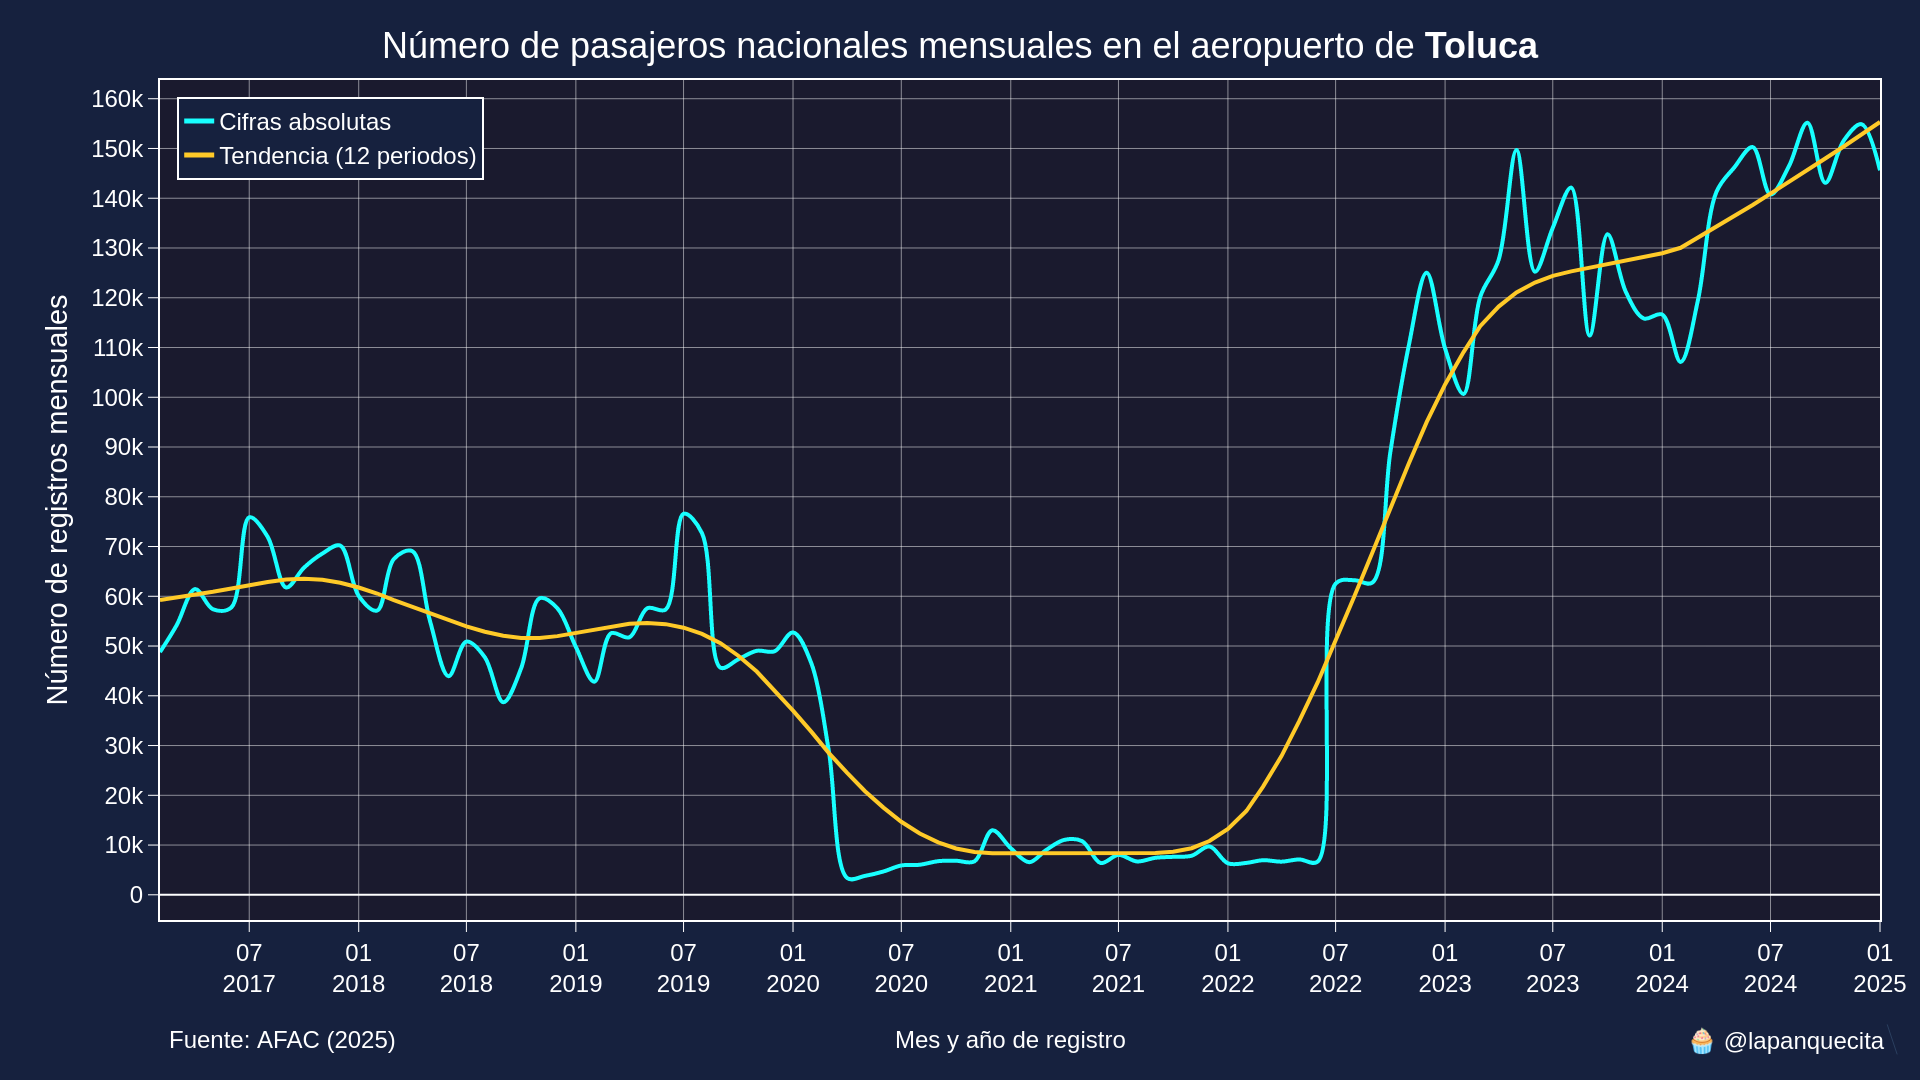 Número de pasajeros nacionales mensuales en el aeropuerto de Toluca
Cifras absolutas
Tendencia (12 periodos)
Número de registros mensuales
160k
150k
140k
130k
120k
110k
100k
90k
80k
70k
60k
50k
40k
30k
20k
10k
0
07 01 07 01 07 01 07 01 07 01 07 01 07 01 07 01
2017 2018 2018 2019 2019 2020 2020 2021 2021 2022 2022 2023 2023 2024 2024 2025
Fuente: AFAC (2025)
Mes y año de registro
🧁 @lapanquecita